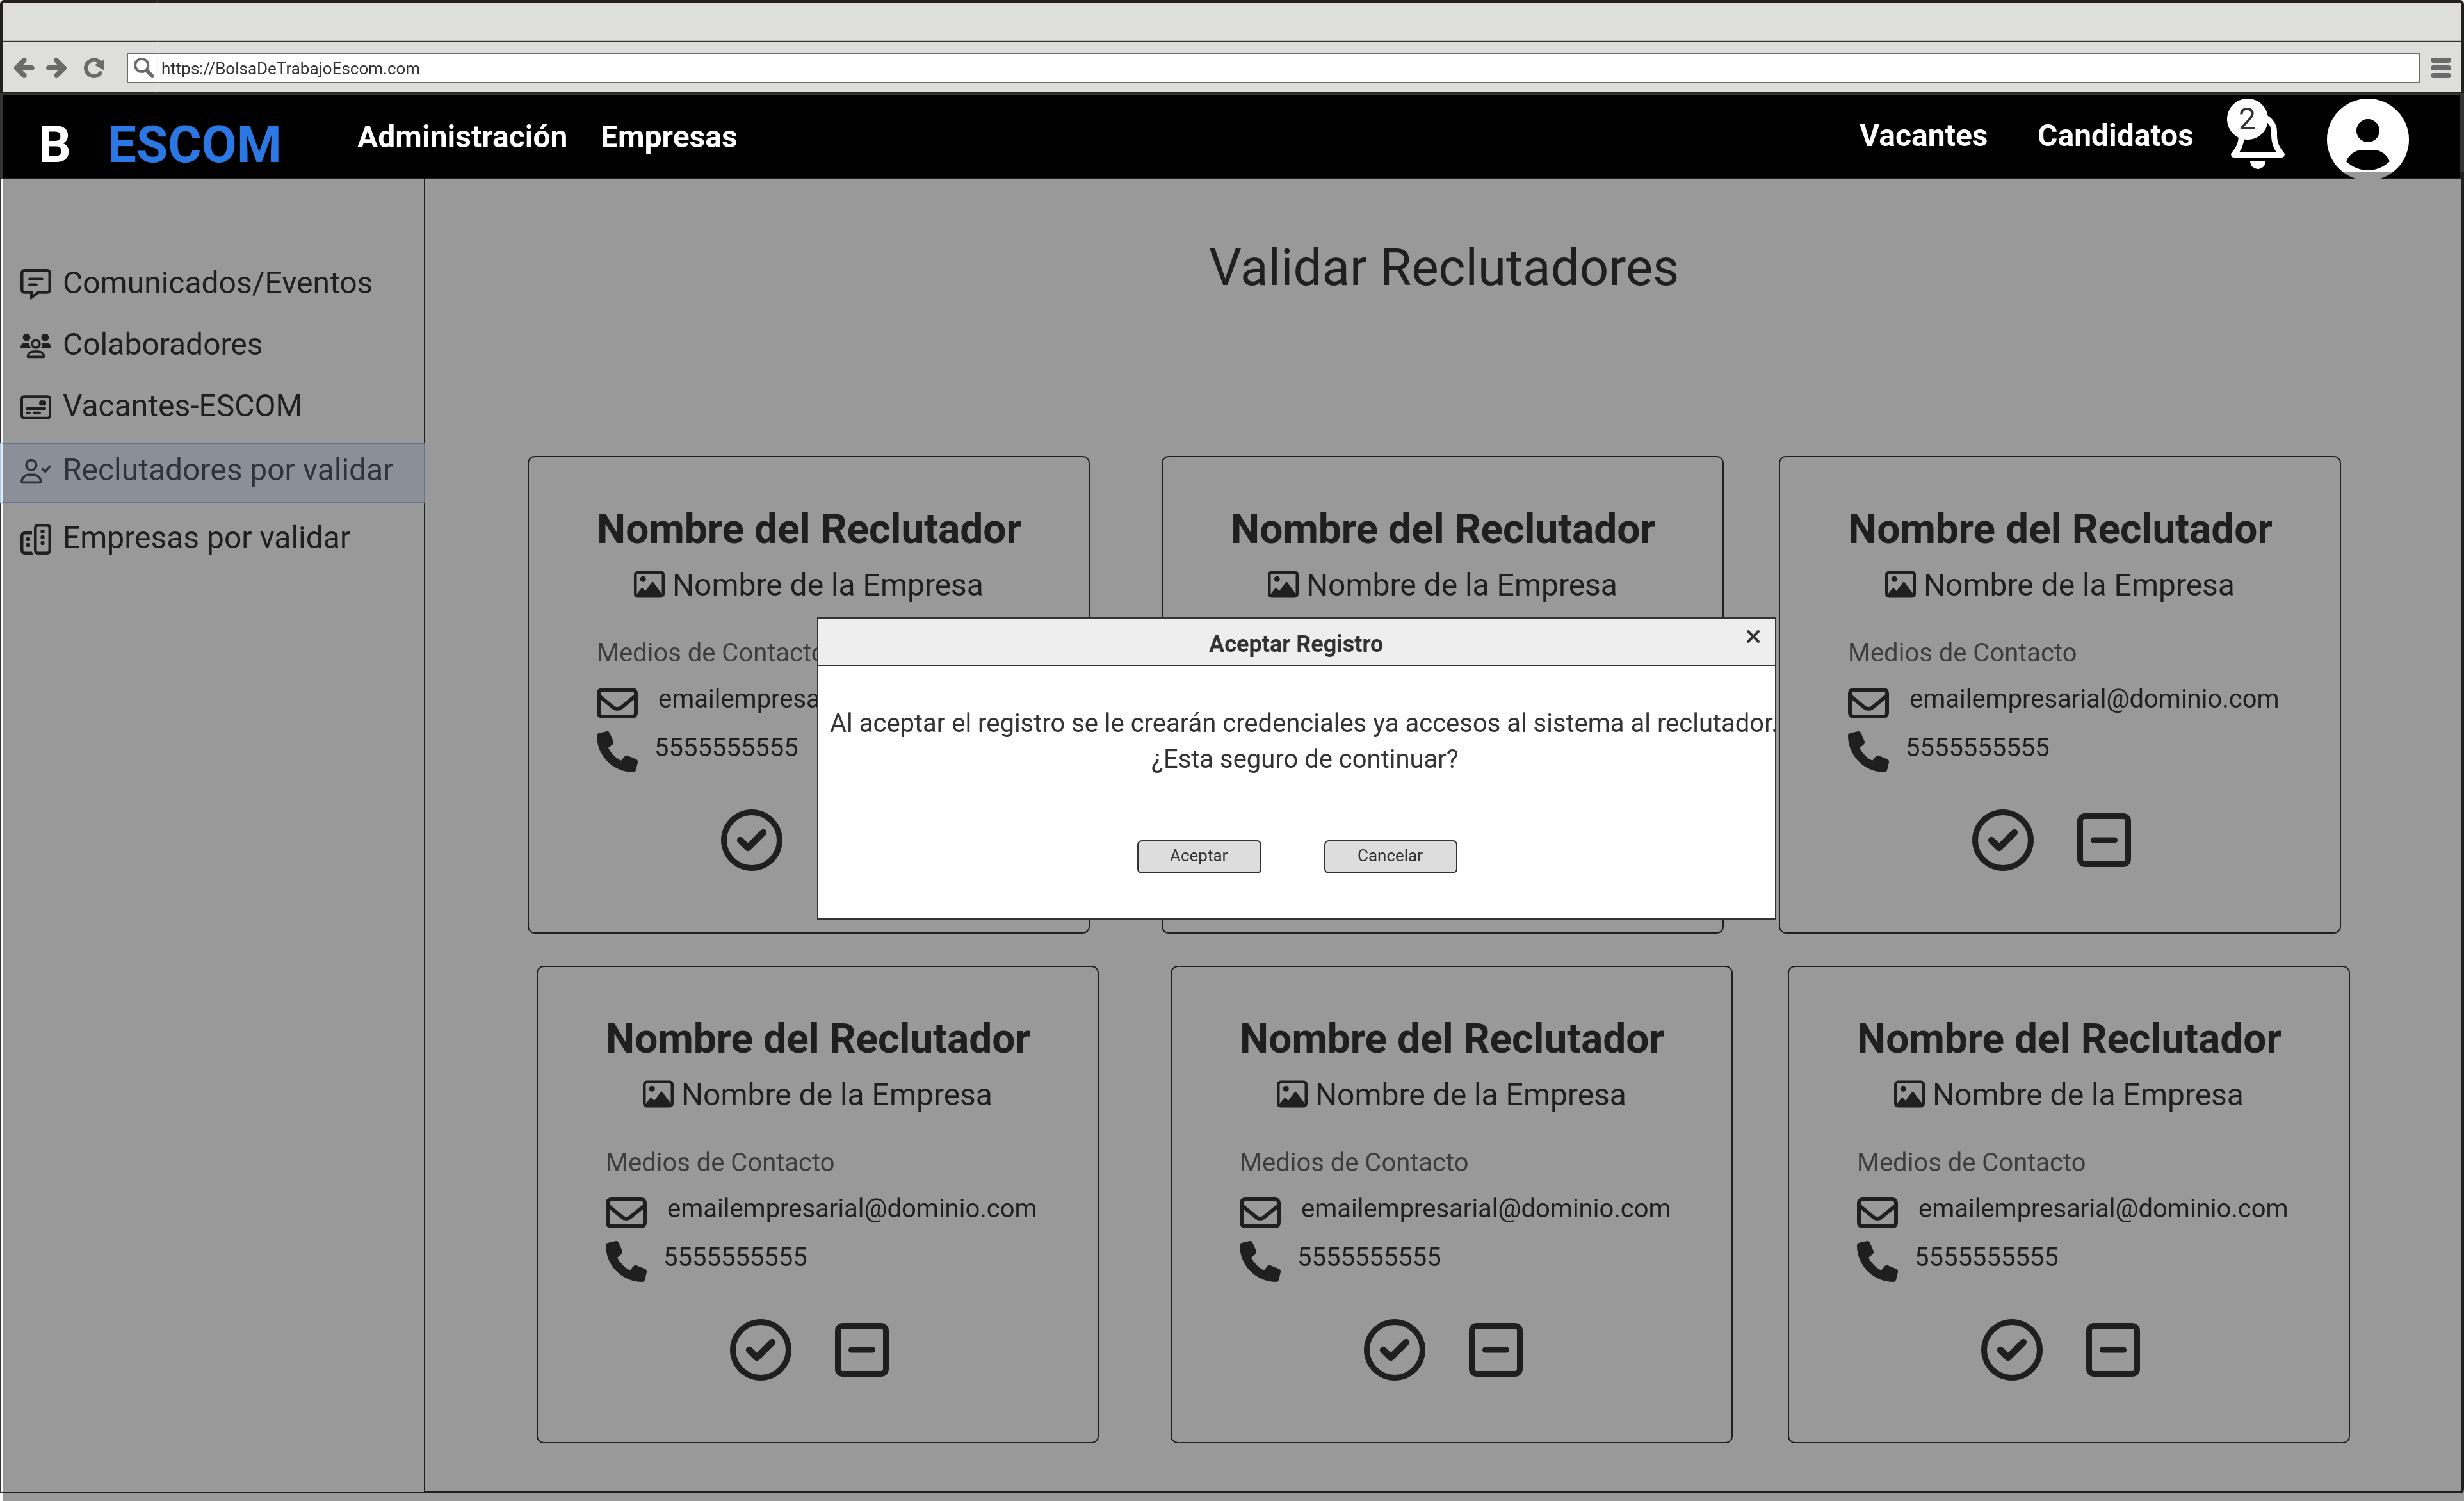 https://BolsaDeTrabajoEscom.com
B ESCOM Administración Empresas Vacantes Candidatos 2
Comunicados/Eventos
Colaboradores
Vacantes-ESCOM
Reclutadores por validar
Empresas por validar
Validar Reclutadores
Nombre del Reclutador
Nombre de la Empresa
Medios de Contacto
emailempresa
5555555555
Nombre del Reclutador
Nombre de la Empresa
Nombre del Reclutador
Nombre de la Empresa
Medios de Contacto
emailempresarial@dominio.com
5555555555
Aceptar Registro
Al aceptar el registro se le crearán credenciales ya accesos al sistema al reclutador.
¿Esta seguro de continuar?
Aceptar Cancelar
Nombre del Reclutador
Nombre de la Empresa
Medios de Contacto
emailempresarial@dominio.com
5555555555
Nombre del Reclutador
Nombre de la Empresa
Medios de Contacto
emailempresarial@dominio.com
5555555555
Nombre del Reclutador
Nombre de la Empresa
Medios de Contacto
emailempresarial@dominio.com
5555555555